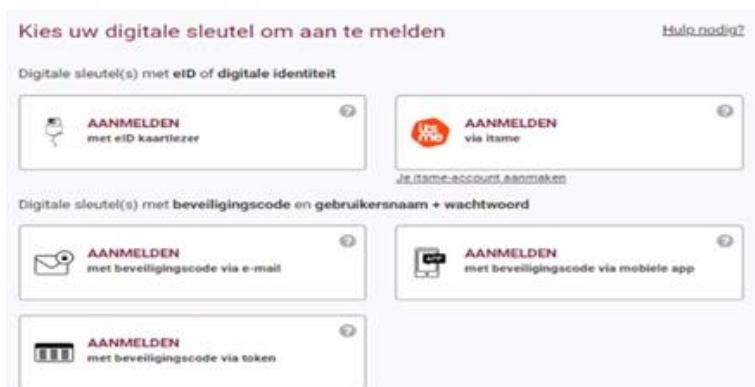 Kies uw digitale sleutel om aan te melden
Hulp nodig?
Digitale sleutel(s) met eID of digitale identiteit
AANMELDEN
met eID kaartlezer
?
itsme
AANMELDEN
via itsme
?
Je itsme-account aanmaken
Digitale sleutel(s) met beveiligingscode en gebruikersnaam + wachtwoord
AANMELDEN
met beveiligingscode via e-mail
?
APP
AANMELDEN
met beveiligingscode via mobiele app
?
AANMELDEN
met beveiligingscode via token
?